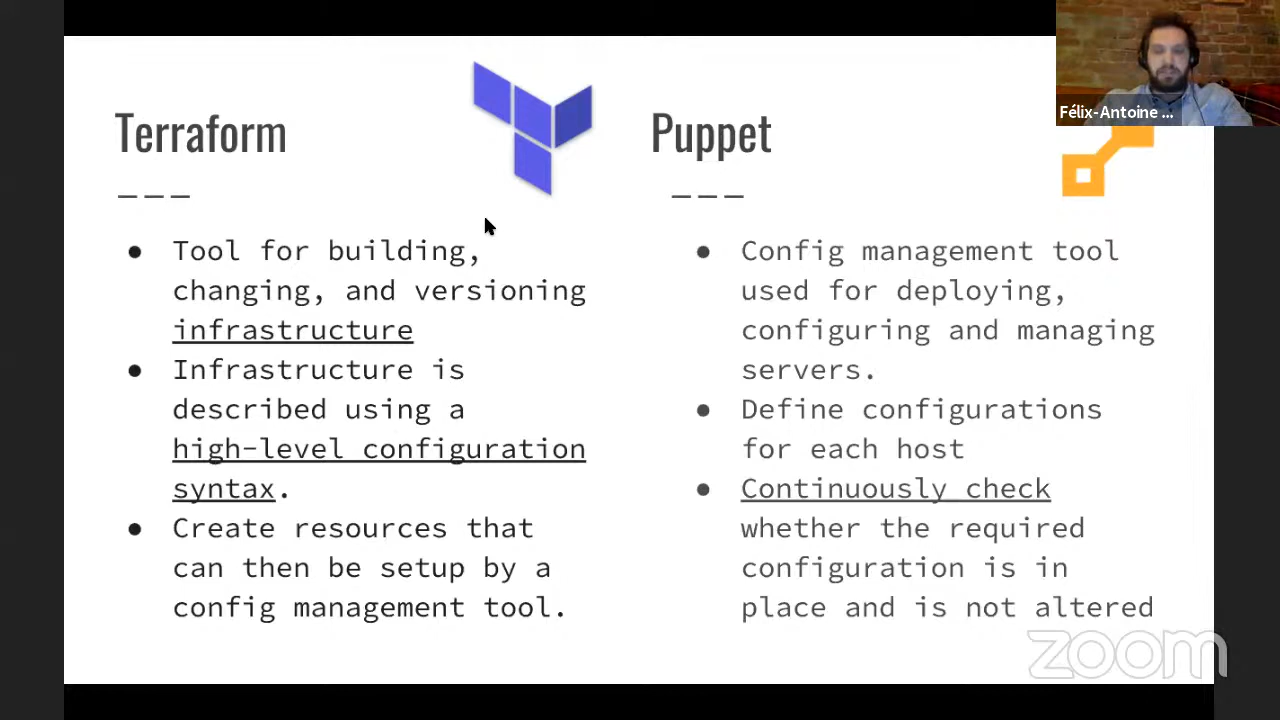 Félix-Antoine ...
Terraform
———
● Tool for building,
changing, and versioning
infrastructure
● Infrastructure is
described using a
high-level configuration
syntax.
● Create resources that
can then be setup by a
config management tool.
Puppet
———
● Config management tool
used for deploying,
configuring and managing
servers.
● Define configurations
for each host
● Continuously check
whether the required
configuration is in
place and is not altered
zoom